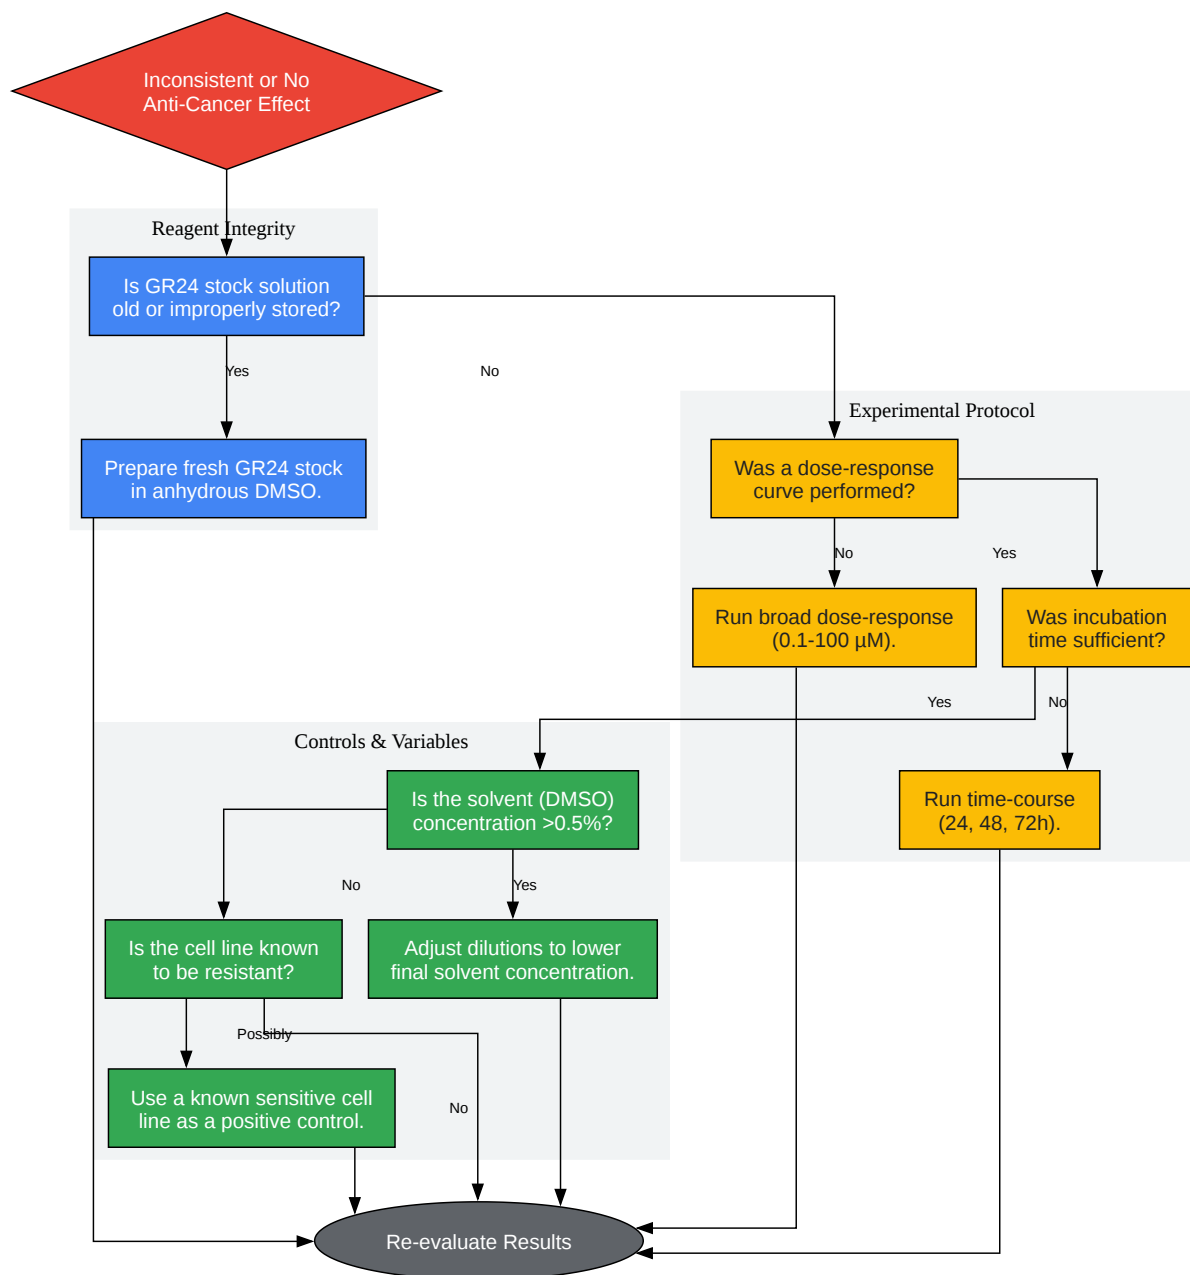 Inconsistent or No
Anti-Cancer Effect
Reagent Integrity
Is GR24 stock solution
old or improperly stored?
Yes
No
Prepare fresh GR24 stock
in anhydrous DMSO.
Experimental Protocol
Was a dose-response
curve performed?
No
Yes
Run broad dose-response
(0.1-100 µM).
Was incubation
time sufficient?
Yes
No
Run time-course
(24, 48, 72h).
Controls & Variables
Is the solvent (DMSO)
concentration >0.5%?
No
Yes
Is the cell line known
to be resistant?
Adjust dilutions to lower
final solvent concentration.
Possibly
No
Use a known sensitive cell
line as a positive control.
Re-evaluate Results